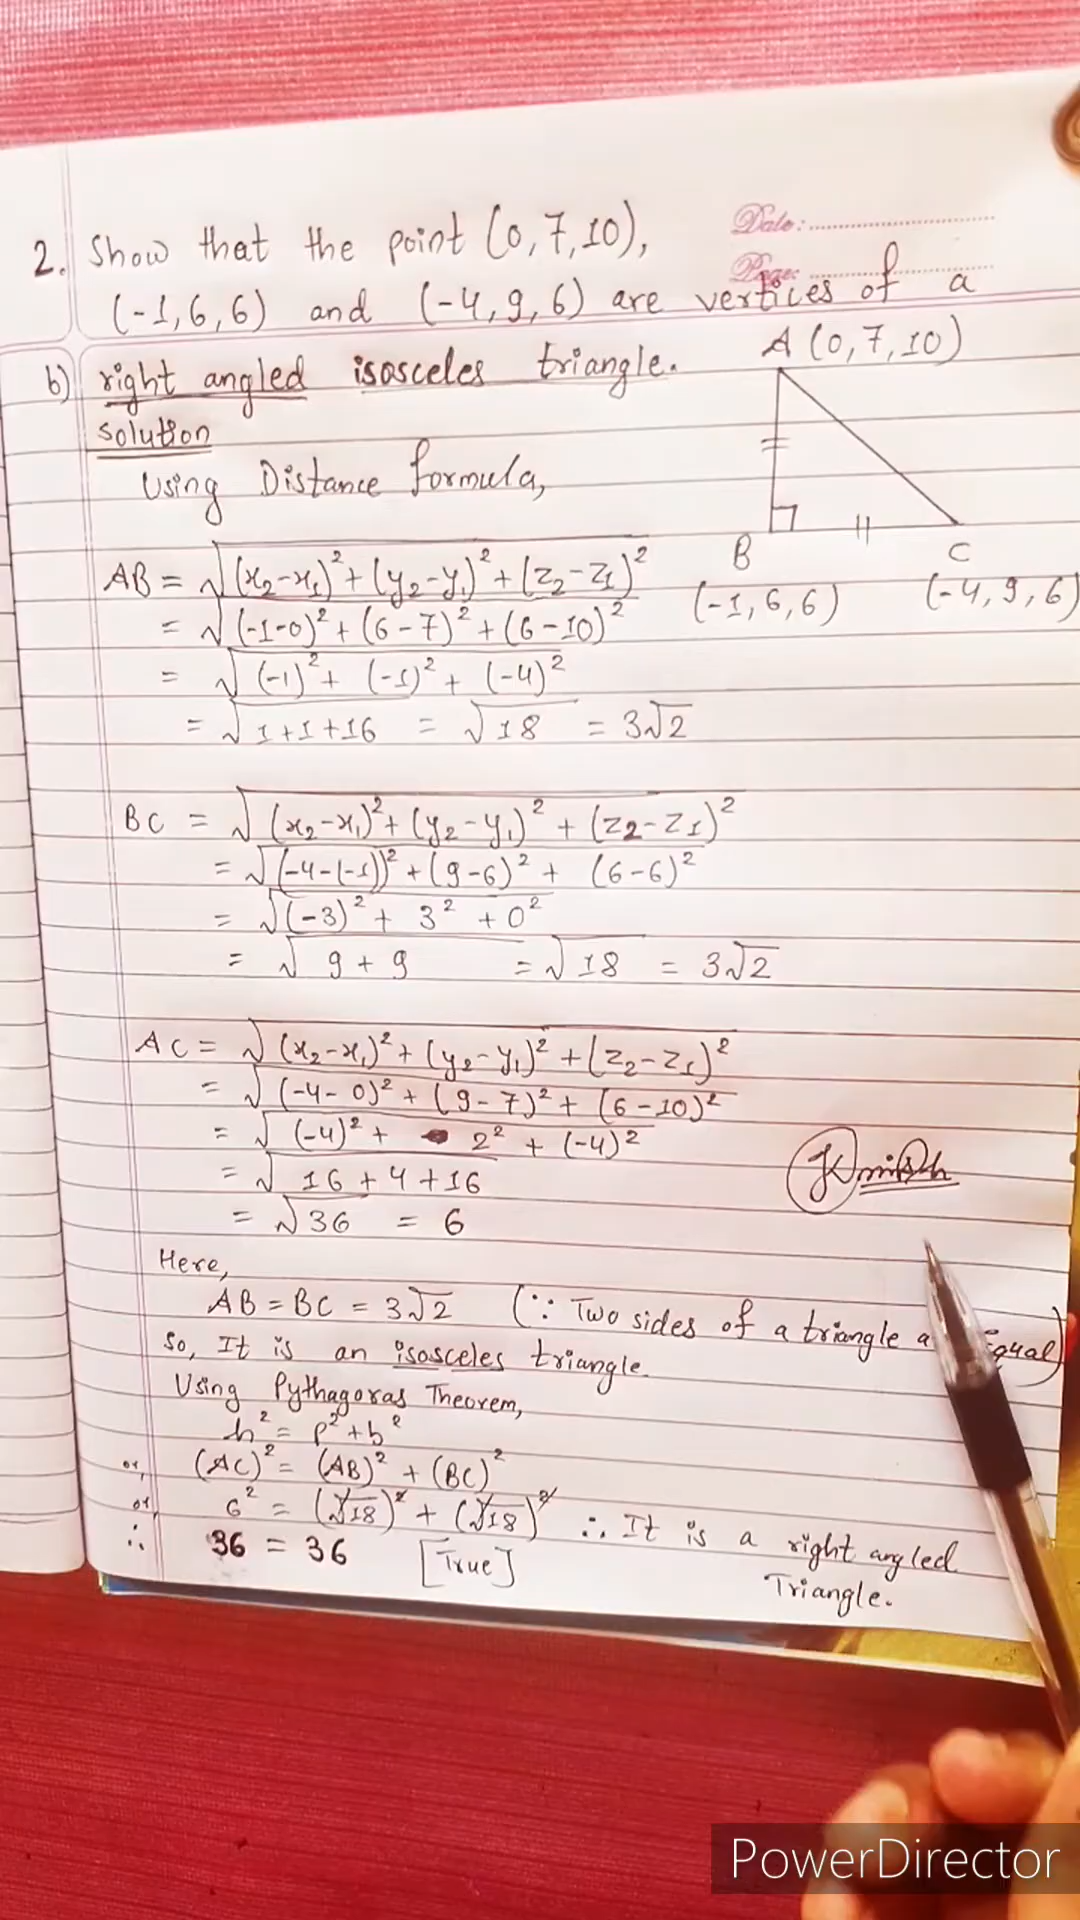 Date:
2. Show that the point (0,7,10),
Page:
(-1,6,6) and (-4,9,6) are vertices of a
b) right angled isosceles triangle.
A (0,7,10)
Solution
Using Distance formula,
B
C
(-1,6,6)
(-4,9,6)
AB = √(x₂-x₁)²+(y₂-y₁)²+(z₂-z₁)²
= √(-1-0)²+(6-7)²+(6-10)²
= √(-1)²+(-1)²+(-4)²
= √1+1+16 = √18 = 3√2
BC = √(x₂-x₁)²+(y₂-y₁)²+(z₂-z₁)²
= √(-4-(-1))²+(9-6)²+(6-6)²
= √(-3)²+3²+0²
= √9+9 = √18 = 3√2
AC = √(x₂-x₁)²+(y₂-y₁)²+(z₂-z₁)²
= √(-4-0)²+(9-7)²+(6-10)²
= √(-4)²+2²+(-4)²
= √16+4+16
= √36 = 6
Here,
AB = BC = 3√2 (∵ Two sides of a triangle a Equal)
So, It is an isosceles triangle.
Using Pythagoras Theorem,
h² = p²+b²
or, (AC)² = (AB)² + (BC)²
or, 6² = (√18)² + (√18)² ∴ It is a right angled
∴ 36 = 36 [True]
Triangle.
PowerDirector